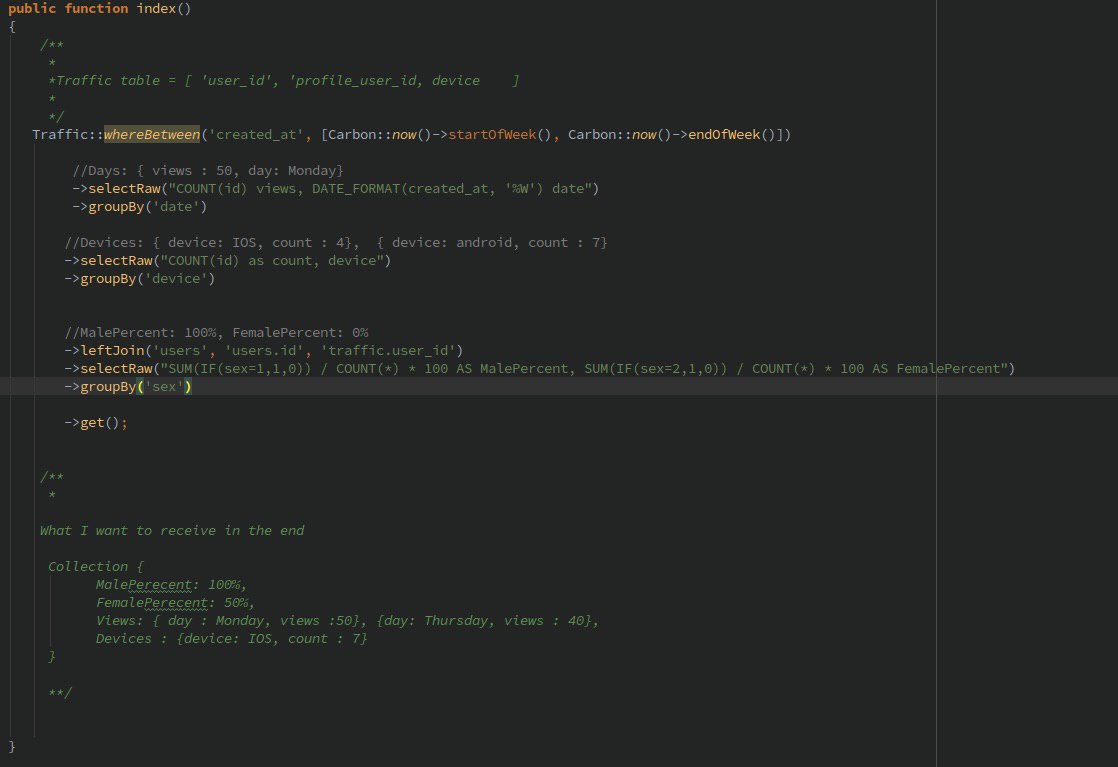 public function index()
{
/**
*
*Traffic table = [ 'user_id', 'profile_user_id, device    ]
*
*/
Traffic::whereBetween('created_at', [Carbon::now()->startOfWeek(), Carbon::now()->endOfWeek()])
//Days: { views : 50, day: Monday}
->selectRaw("COUNT(id) views, DATE_FORMAT(created_at, '%W') date")
->groupBy('date')
//Devices: { device: IOS, count : 4},  { device: android, count : 7}
->selectRaw("COUNT(id) as count, device")
->groupBy('device')
//MalePercent: 100%, FemalePercent: 0%
->leftJoin('users', 'users.id', 'traffic.user_id')
->selectRaw("SUM(IF(sex=1,1,0)) / COUNT(*) * 100 AS MalePercent, SUM(IF(sex=2,1,0)) / COUNT(*) * 100 AS FemalePercent")
->groupBy('sex')
->get();
/**
*
What I want to receive in the end
Collection {
MalePerecent: 100%,
FemalePerecent: 50%,
Views: { day : Monday, views :50}, {day: Thursday, views : 40},
Devices : {device: IOS, count : 7}
}
**/
}